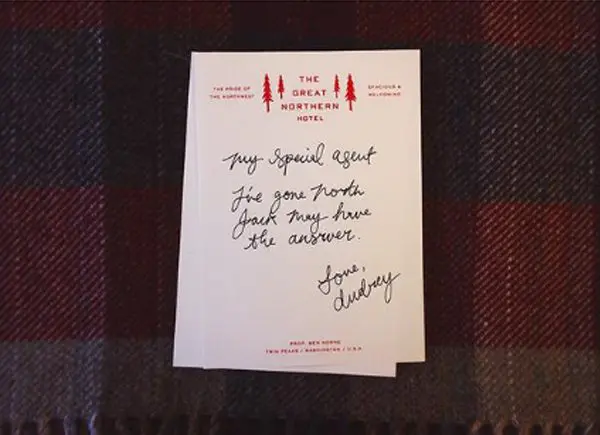 THE PRIDE OF
THE NORTHWEST
THE
GREAT
NORTHERN
HOTEL
SPACIOUS &
WELCOMING
My Special agent
I've gone north
Jack may have
the answer.
Love,
Audrey
PROP. BEN HORNE
TWIN PEAKS / WASHINGTON / U.S.A.